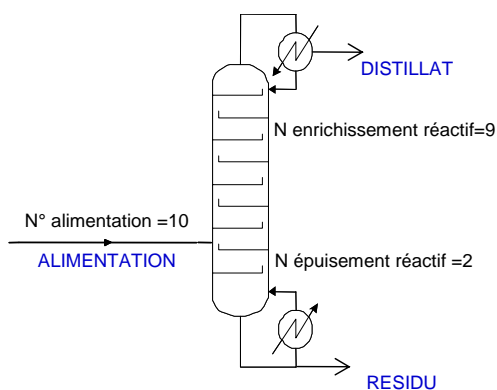 DISTILLAT
N enrichissement réactif=9
N° alimentation =10
ALIMENTATION
N épuisement réactif =2
RESIDU